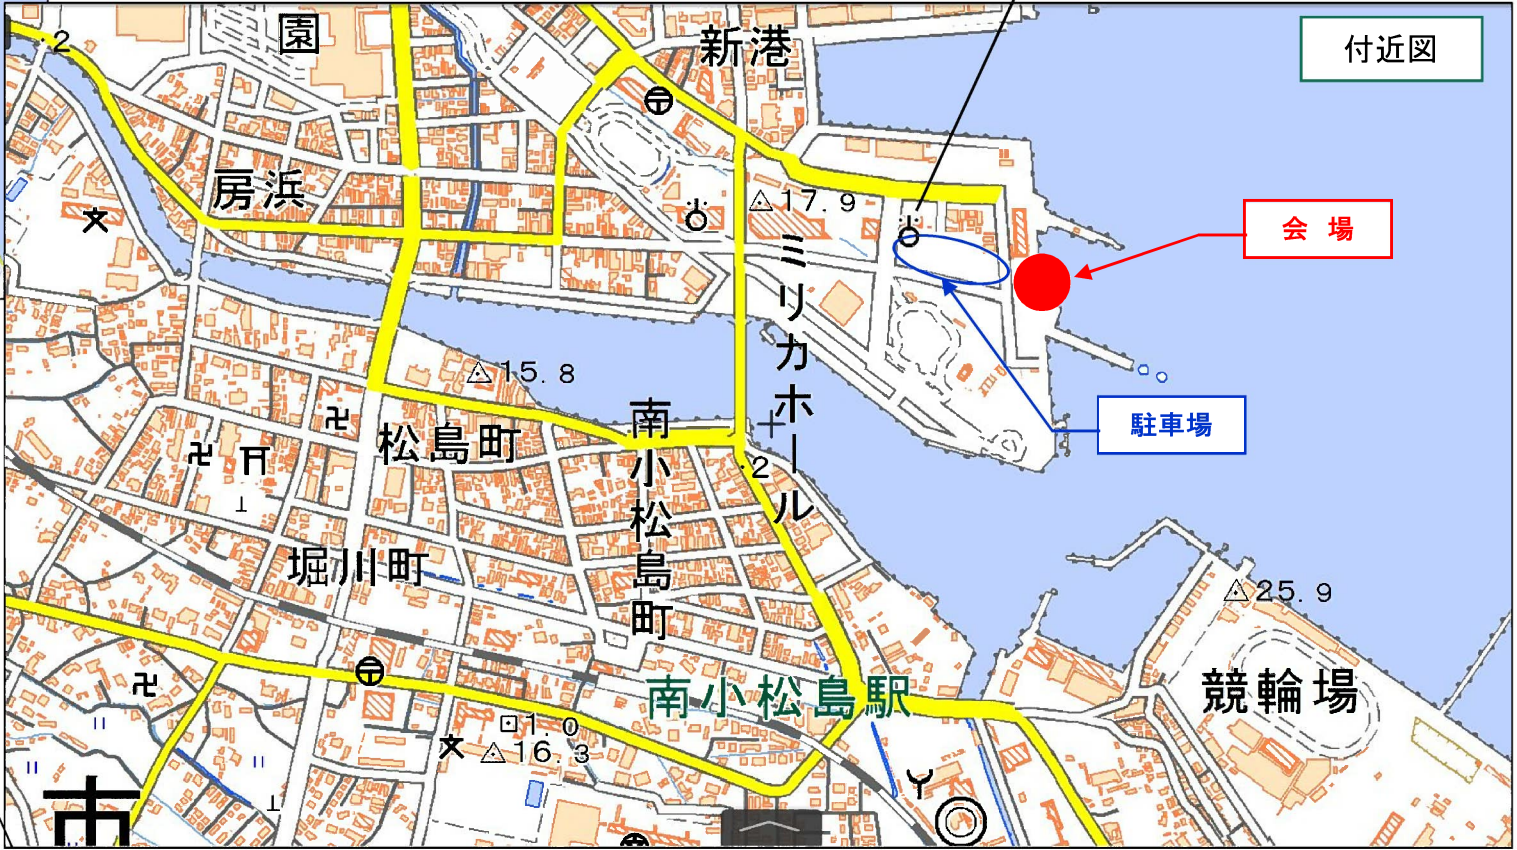 付近図
園
新港
2
房浜
17.9
会 場
ミリカホール
15.8
駐車場
松島町
南小松島町
2
堀川町
25.9
競輪場
南小松島駅
1.0
16.3
市